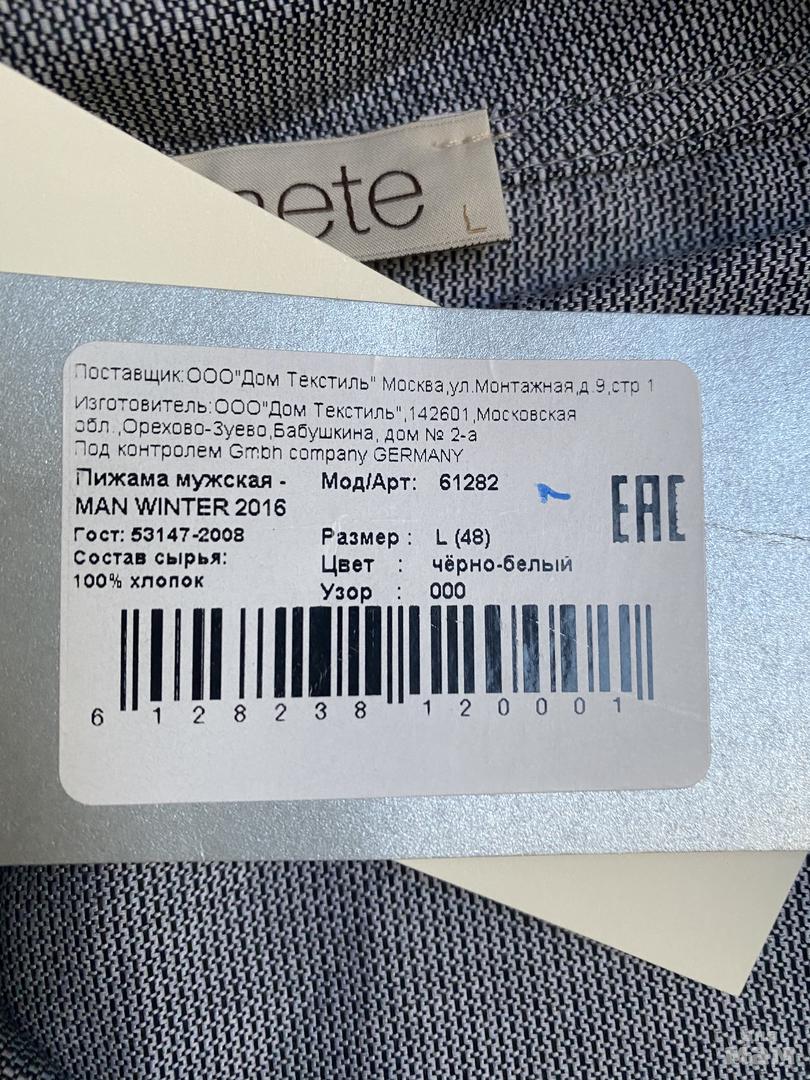 ete
L
Поставщик:ООО"Дом Текстиль" Москва,ул.Монтажная,д.9,стр 1
Изготовитель:ООО"Дом Текстиль",142601,Московская
обл.,Орехово-Зуево,Бабушкина, дом № 2-а
Под контролем Gmbh company GERMANY
Пижама мужская - Мод/Арт: 61282
MAN WINTER 2016
EAC
Гост: 53147-2008 Размер : L (48)
Состав сырья: Цвет : чёрно-белый
100% хлопок Узор : 000
6 128238 120001